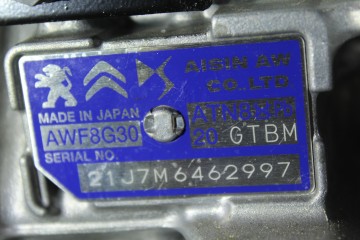 AISIN AW
CO.,LTD
MADE IN JAPAN
AWF8G30
20 GTBM
SERIAL NO.
21J7M6462997